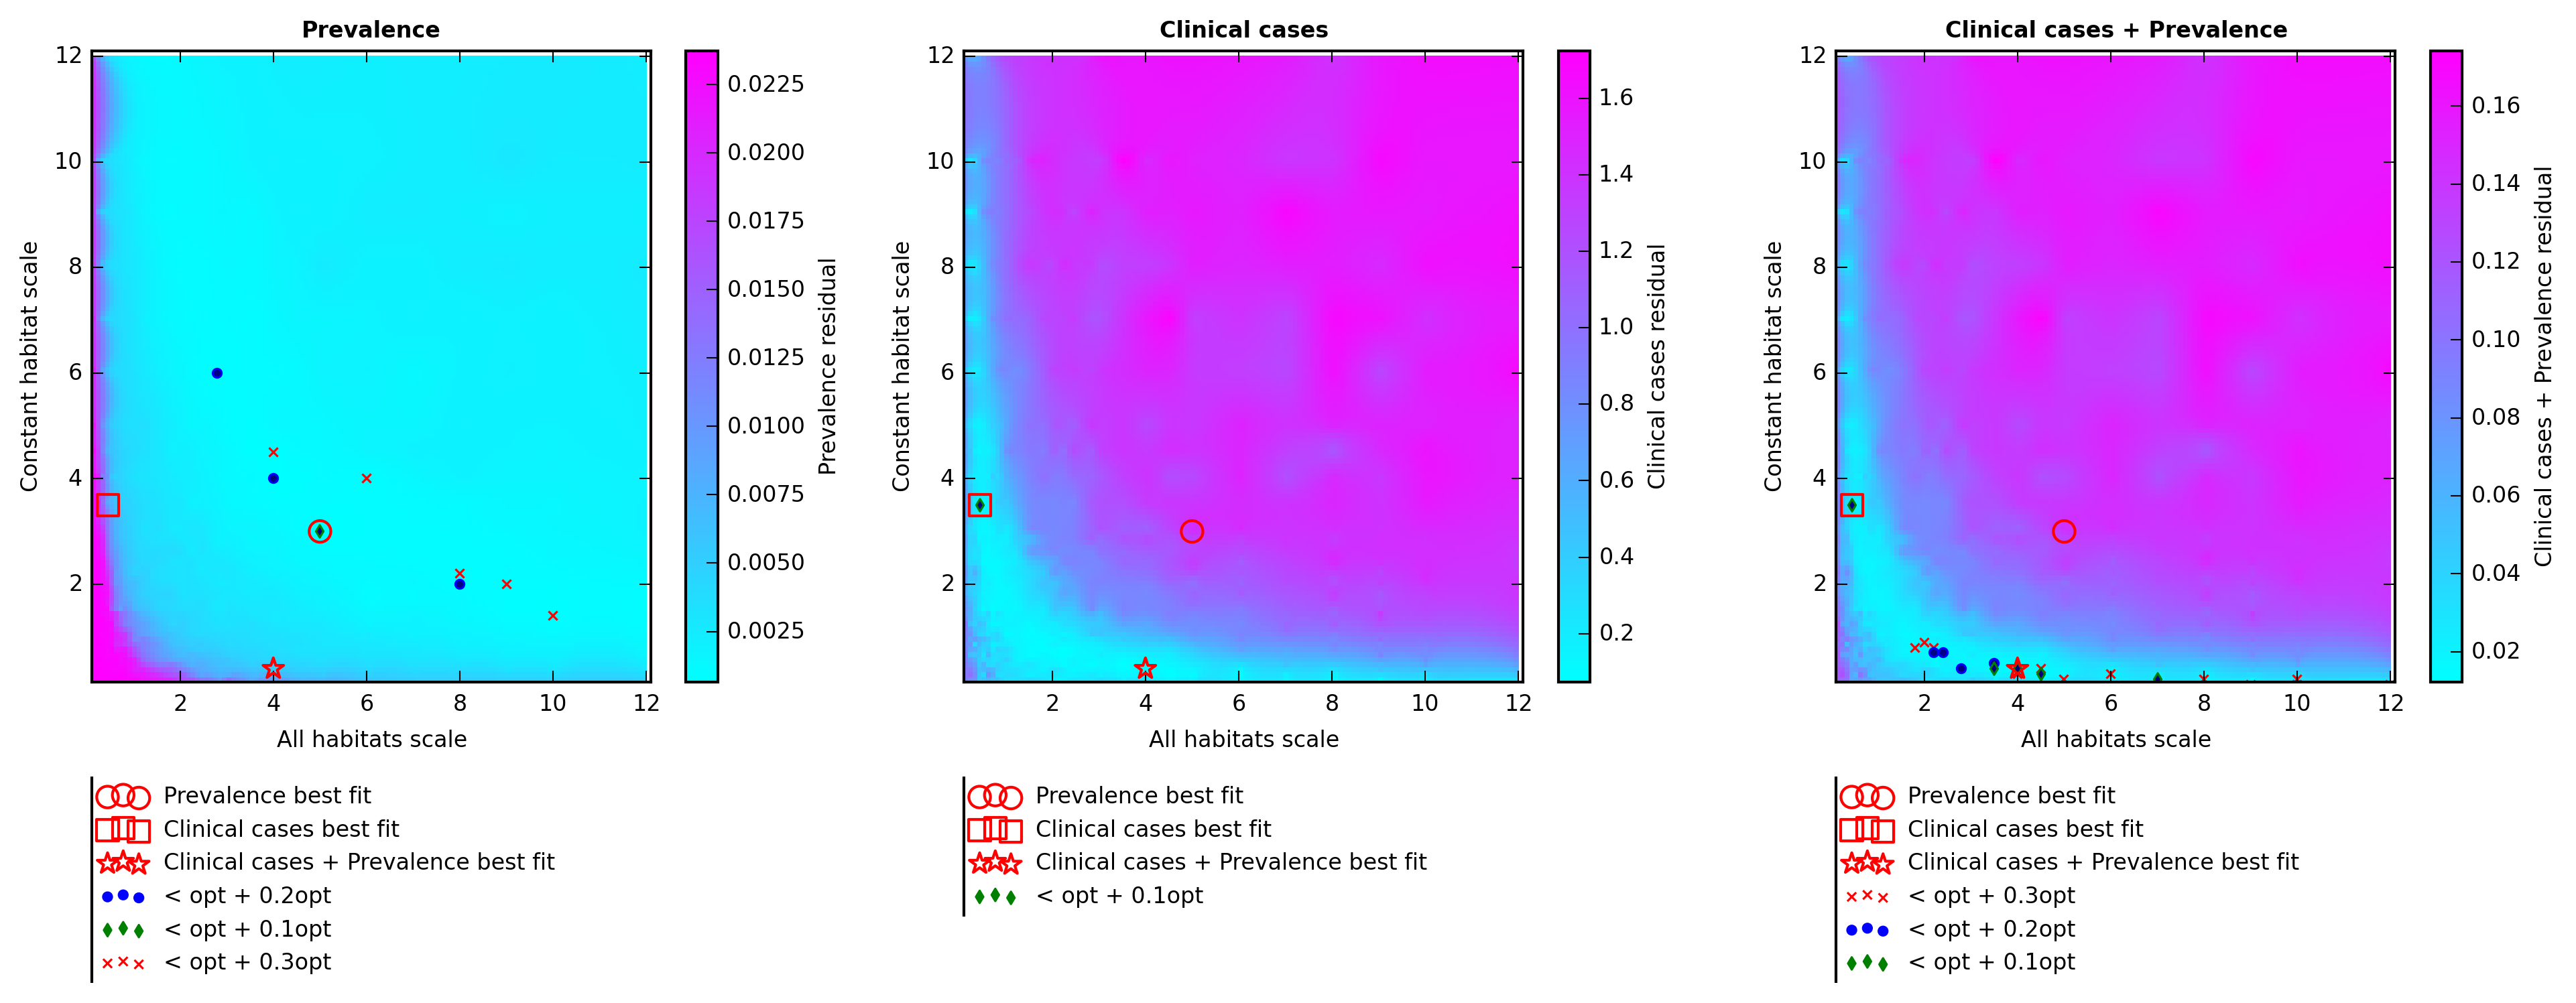 Prevalence
12
10
8
6
4
2
2 4 6 8 10 12
Constant habitat scale
All habitats scale
0.0225
0.0200
0.0175
0.0150
0.0125
0.0100
0.0075
0.0050
0.0025
Prevalence residual
Prevalence best fit
Clinical cases best fit
Clinical cases + Prevalence best fit
< opt + 0.2opt
< opt + 0.1opt
< opt + 0.3opt
Clinical cases
12
10
8
6
4
2
2 4 6 8 10 12
Constant habitat scale
All habitats scale
1.6
1.4
1.2
1.0
0.8
0.6
0.4
0.2
Clinical cases residual
Prevalence best fit
Clinical cases best fit
Clinical cases + Prevalence best fit
< opt + 0.1opt
Clinical cases + Prevalence
12
10
8
6
4
2
2 4 6 8 10 12
Constant habitat scale
All habitats scale
0.16
0.14
0.12
0.10
0.08
0.06
0.04
0.02
Clinical cases + Prevalence residual
Prevalence best fit
Clinical cases best fit
Clinical cases + Prevalence best fit
< opt + 0.3opt
< opt + 0.2opt
< opt + 0.1opt